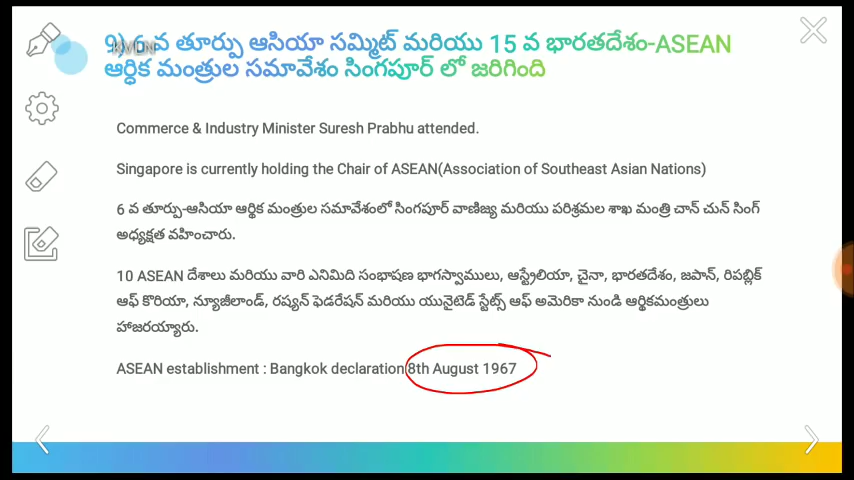 9) 6 వ తూర్పు ఆసియా సమ్మిట్ మరియు 15 వ భారతదేశం-ASEAN
ఆర్ధిక మంత్రుల సమావేశం సింగపూర్ లో జరిగింది
Commerce & Industry Minister Suresh Prabhu attended.
Singapore is currently holding the Chair of ASEAN(Association of Southeast Asian Nations)
6 వ తూర్పు-ఆసియా ఆర్థిక మంత్రుల సమావేశంలో సింగపూర్ వాణిజ్య మరియు పరిశ్రమల శాఖ మంత్రి చాన్ చున్ సింగ్
అధ్యక్షత వహించారు.
10 ASEAN దేశాలు మరియు వారి ఎనిమిది సంభాషణ భాగస్వాములు, ఆస్ట్రేలియా, చైనా, భారతదేశం, జపాన్, రిపబ్లిక్
ఆఫ్ కొరియా, న్యూజీలాండ్, రష్యన్ ఫెడరేషన్ మరియు యునైటెడ్ స్టేట్స్ ఆఫ్ అమెరికా నుండి ఆర్థికమంత్రులు
హాజరయ్యారు.
ASEAN establishment : Bangkok declaration 8th August 1967